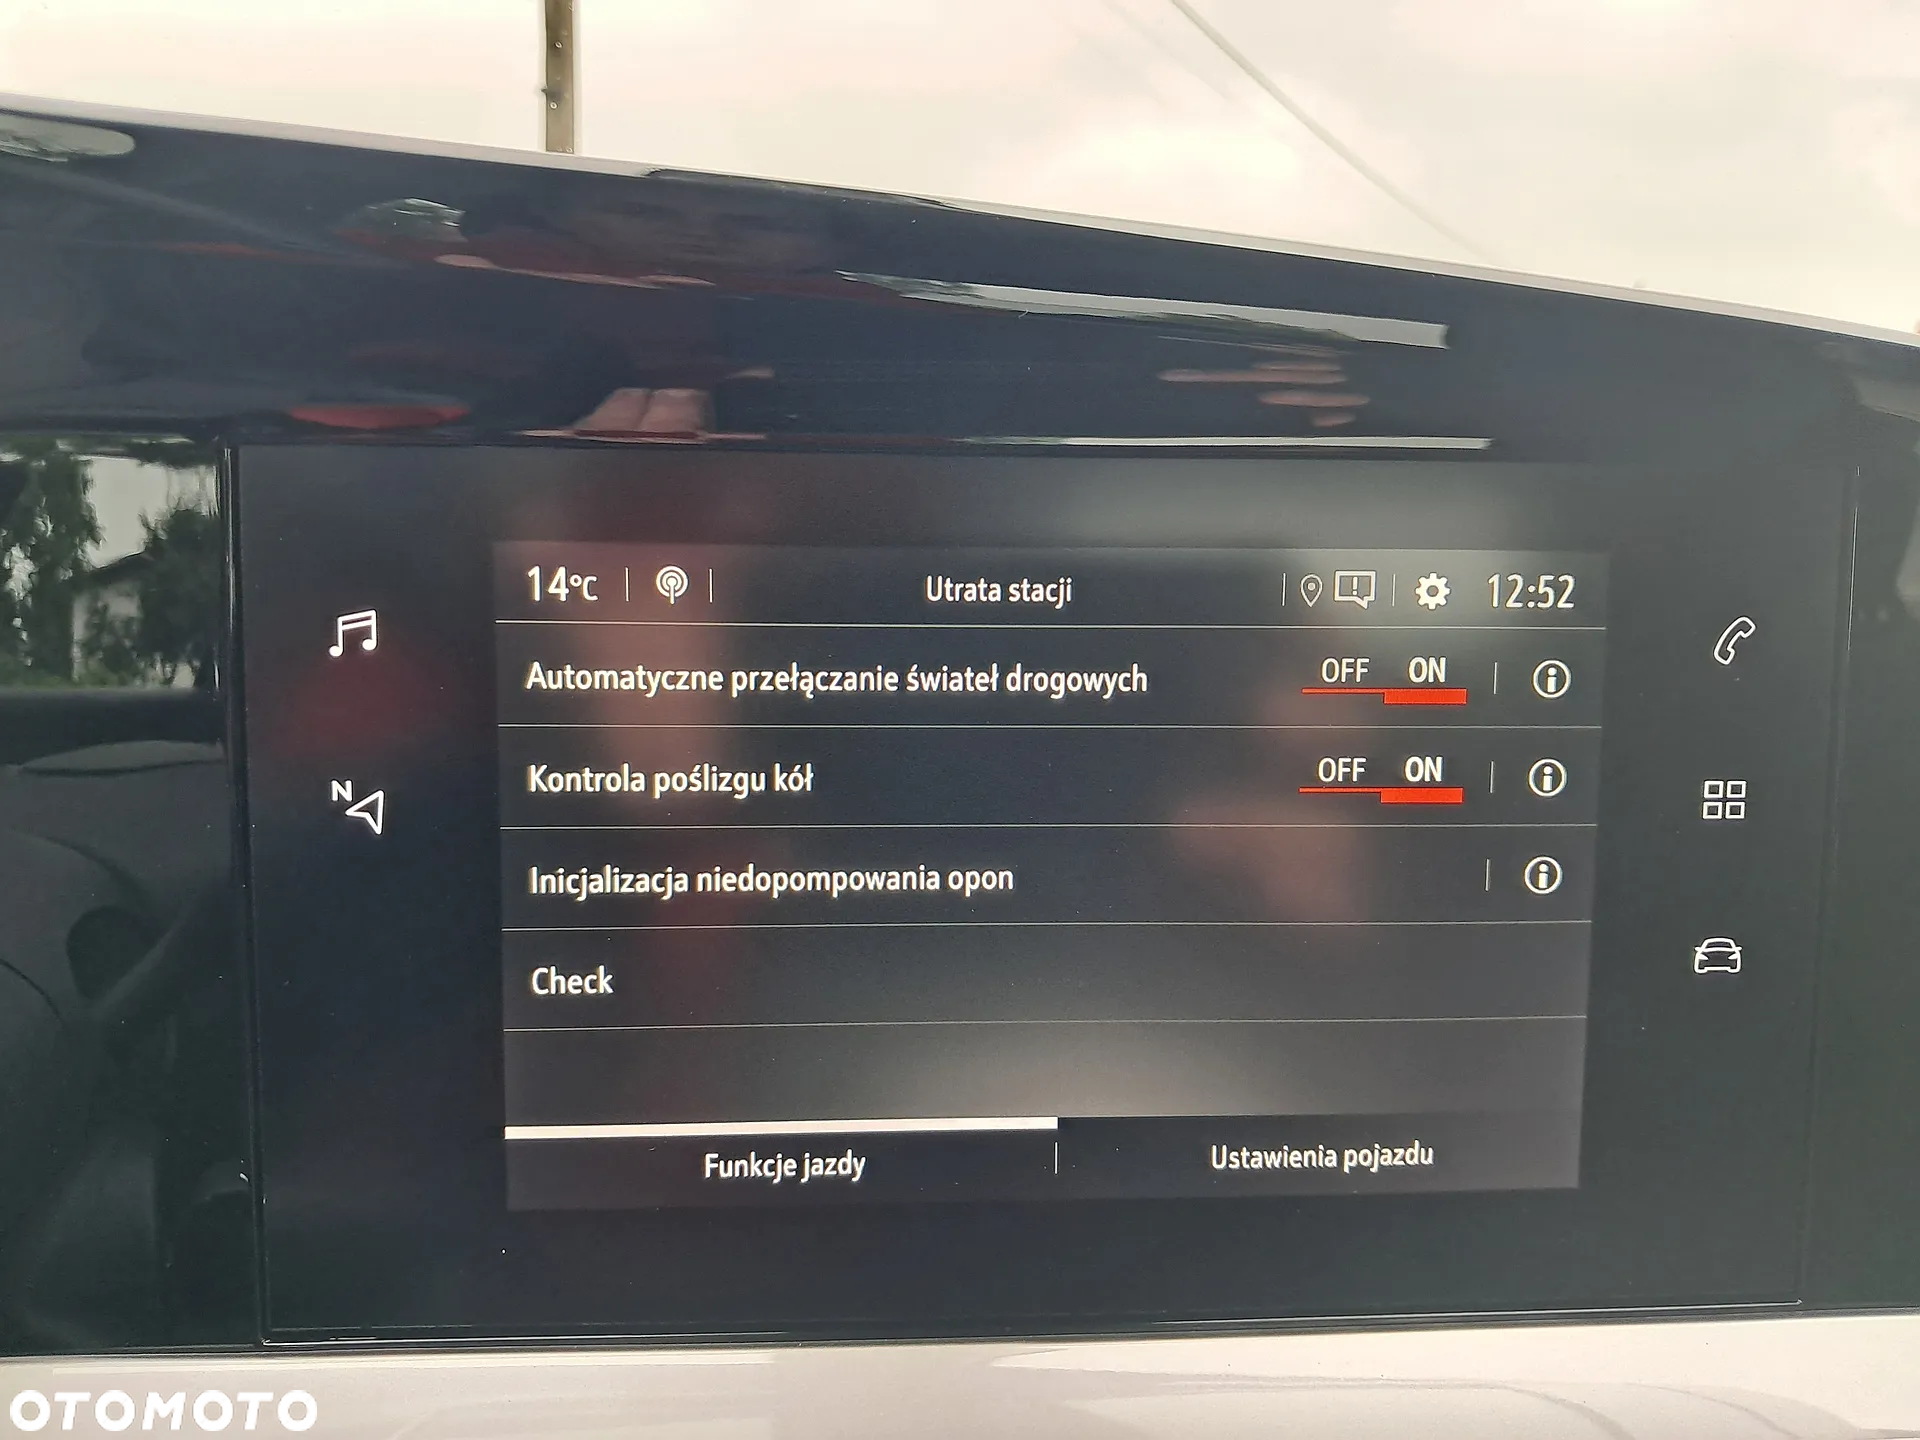 14°C Utrata stacji 12:52
Automatyczne przełączanie świateł drogowych OFF ON
Kontrola poślizgu kół OFF ON
Inicjalizacja niedopompowania opon
Check
Funkcje jazdy Ustawienia pojazdu
N
OTOMOTO